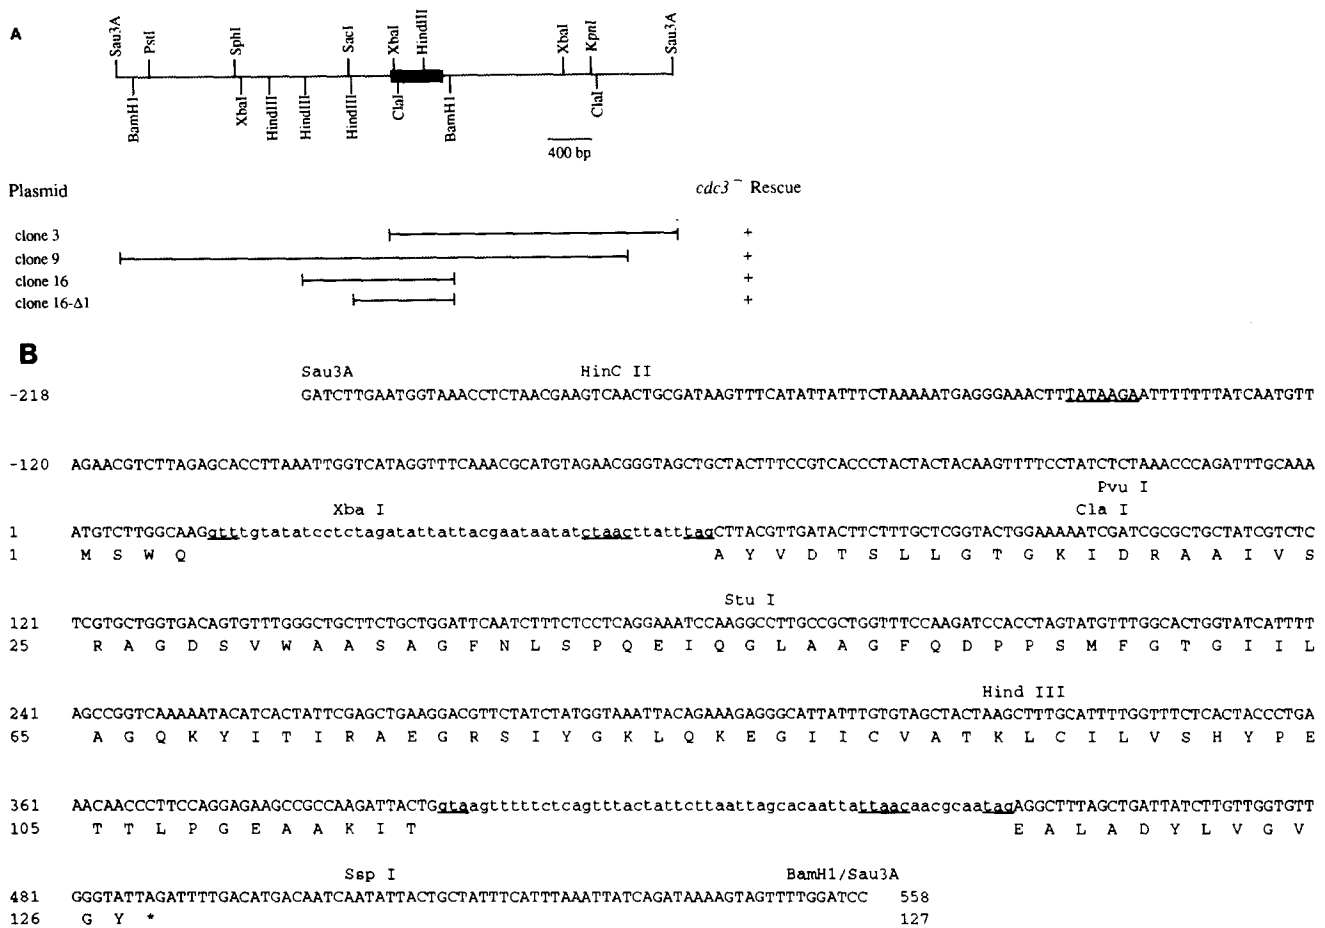 A
Sau3A PstI SphI SacI XbaI HindIII XbaI KpnI Sau3A
BamH1 XbaI HindIII HindIII HindIII ClaI BamH1 ClaI
400 bp
Plasmid cdc3⁻ Rescue
clone 3 +
clone 9 +
clone 16 +
clone 16-Δ1 +
B
Sau3A HinC II
-218 GATCTTGAATGGTAAACCTCTAACGAAGTCAACTGCGATAAGTTTCATATTATTTCTAAAAATGAGGGAAACTTTATAAGAATTTTTTTATCAATGTT
-120 AGAACGTCTTAGAGCACCTTAAATTGGTCATAGGTTTCAAACGCATGTAGAACGGGTAGCTGCTACTTTCCGTCACCCTACTACTACAAGTTTTCCTATCTCTAAACCCAGATTTGCAAA
Pvu I
Xba I Cla I
1 ATGTCTTGGCAAGgtttgtatatcctctagatattattacgaataatatctaacttatttagCTTACGTTGATACTTCTTTGCTCGGTACTGGAAAAATCGATCGCGCTGCTATCGTCTC
1 M S W Q A Y V D T S L L G T G K I D R A A I V S
Stu I
121 TCGTGCTGGTGACAGTGTTTGGGCTGCTTCTGCTGGATTCAATCTTTCTCCTCAGGAAATCCAAGGCCTTGCCGCTGGTTTCCAAGATCCACCTAGTATGTTTGGCACTGGTATCATTTT
25 R A G D S V W A A S A G F N L S P Q E I Q G L A A G F Q D P P S M F G T G I I L
Hind III
241 AGCCGGTCAAAAATACATCACTATTCGAGCTGAAGGACGTTCTATCTATGGTAAATTACAGAAAGAGGGCATTATTTGTGTAGCTACTAAGCTTTGCATTTTGGTTTCTCACTACCCTGA
65 A G Q K Y I T I R A E G R S I Y G K L Q K E G I I C V A T K L C I L V S H Y P E
361 AACAACCCTTCCAGGAGAAGCCGCCAAGATTACTGgtaagtttttctcagtttactattcttaattagcacaattattaacaacgcaatagAGGCTTTAGCTGATTATCTTGTTGGTGTT
105 T T L P G E A A K I T E A L A D Y L V G V
Ssp I BamH1/Sau3A
481 GGGTATTAGATTTTGACATGACAATCAATATTACTGCTATTTCATTTAAATTATCAGATAAAAGTAGTTTTGGATCC 558
126 G Y * 127